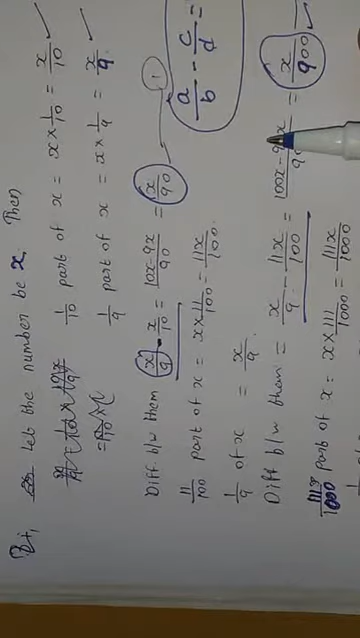 Let the number be x. Then
1/10 part of x = x × 1/10 = x/10
1/9 part of x = x × 1/9 = x/9
Diff b/w them = x/9 - x/10 = 10x-9x/90 = x/90
a/b - c/d =
11/100 part of x = x × 11/100 = 11x/100
1/9 of x = x/9
Diff b/w them = x/9 - 11x/100 = 100x-9 x/90 = x/900
111/1000 part of x = x × 111/1000 = 111x/1000